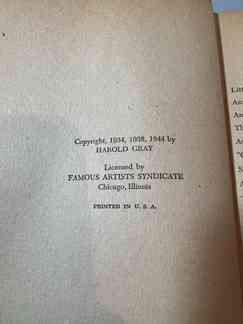 Copyright, 1934, 1938, 1944 by
HAROLD GRAY
Licensed by
FAMOUS ARTISTS SYNDICATE
Chicago, Illinois
PRINTED IN U. S. A.